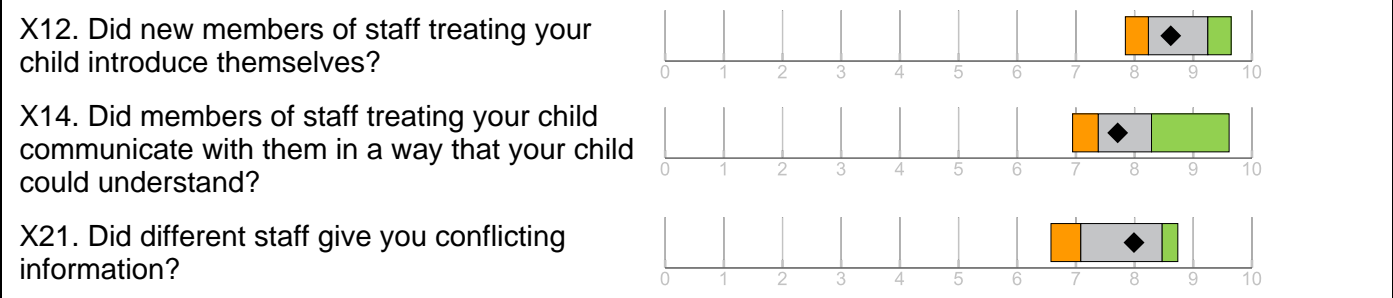 X12. Did new members of staff treating your
child introduce themselves?
0 1 2 3 4 5 6 7 8 9 10
X14. Did members of staff treating your child
communicate with them in a way that your child
could understand?
0 1 2 3 4 5 6 7 8 9 10
X21. Did different staff give you conflicting
information?
0 1 2 3 4 5 6 7 8 9 10